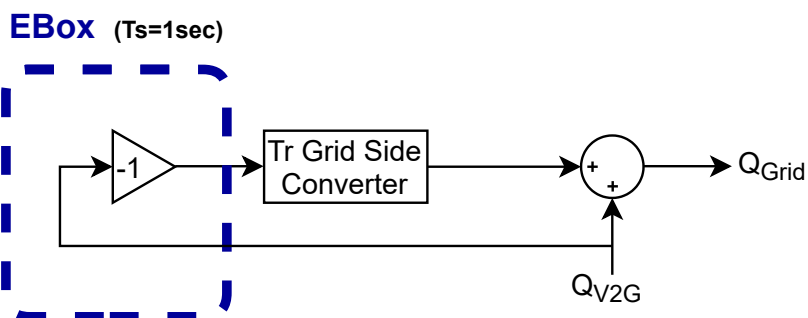 EBox (Ts=1sec)
-1
Tr Grid Side
Converter
+
+
QGrid
QV2G